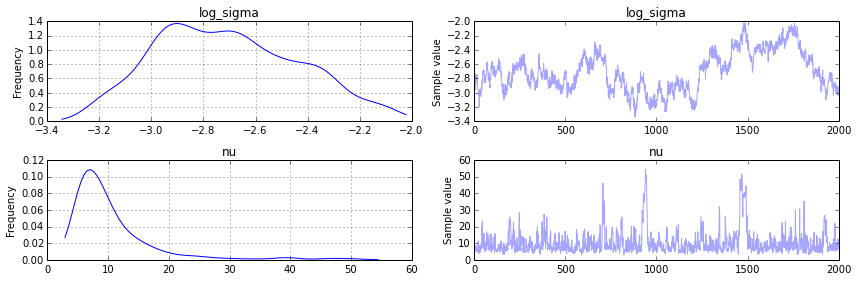 log_sigma
Frequency
1.4
1.2
1.0
0.8
0.6
0.4
0.2
0.0
−3.4 −3.2 −3.0 −2.8 −2.6 −2.4 −2.2 −2.0
log_sigma
Sample value
−2.0
−2.2
−2.4
−2.6
−2.8
−3.0
−3.2
−3.4
0 500 1000 1500 2000
nu
Frequency
0.12
0.10
0.08
0.06
0.04
0.02
0.00
0 10 20 30 40 50 60
nu
Sample value
60
50
40
30
20
10
0
0 500 1000 1500 2000